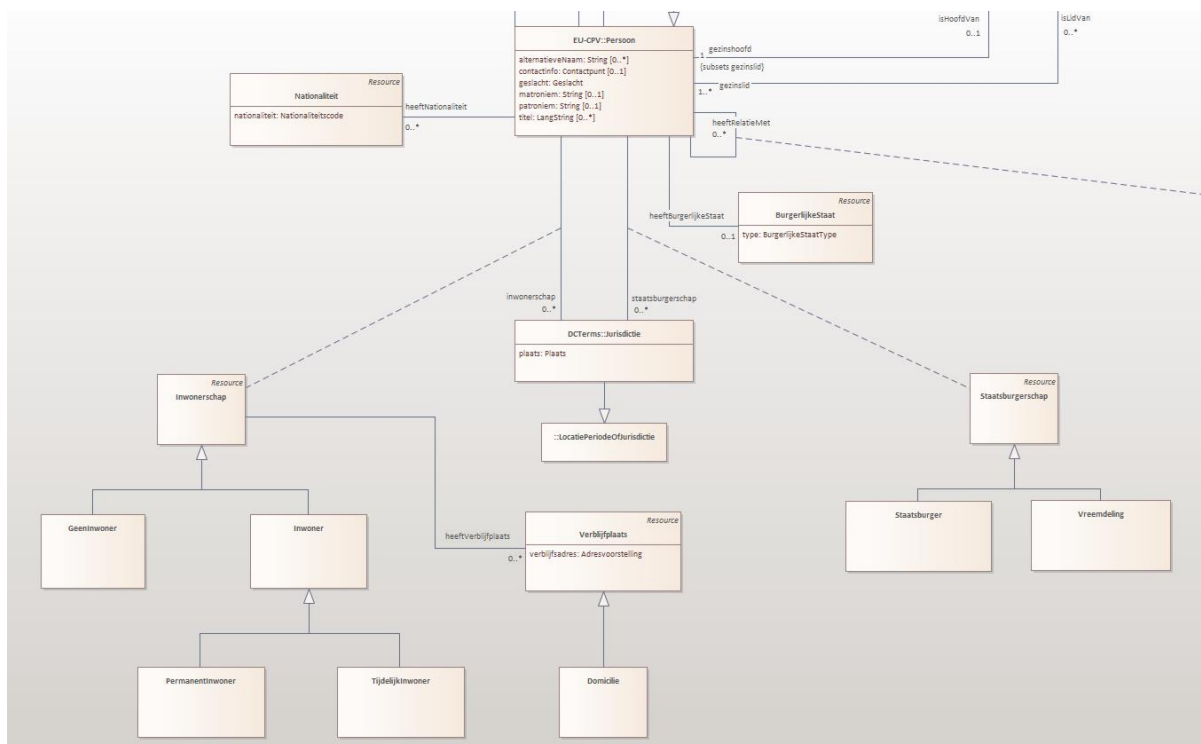 isHoofdVan
0..1
isLidVan
0..*
EU-CPV::Persoon
alternatieveNaam: String [0..*]
contactinfo: Contactpunt [0..1]
geslacht: Geslacht
matroniem: String [0..1]
patroniem: String [0..1]
titel: LangString [0..*]
gezinshoofd
1
{subsets gezinslid}
gezinslid
1..*
Resource
Nationaliteit
nationaliteit: Nationaliteitscode
heeftNationaliteit
0..*
heeftRelatieMet
0..*
heeftBurgerlijkeStaat
0..1
Resource
BurgerlijkeStaat
type: BurgerlijkeStaatType
inwonerschap
0..*
staatsburgerschap
0..*
DCTerms::Jurisdictie
plaats: Plaats
Resource
Inwonerschap
Resource
Staatsburgerschap
::LocatiePeriodeOfJurisdictie
GeenInwoner
Inwoner
heeftVerblijfplaats
0..*
Resource
Verblijfplaats
verblijfsadres: Adresvoorstelling
Staatsburger
Vreemdeling
PermanentInwoner
TijdelijkInwoner
Domicilie